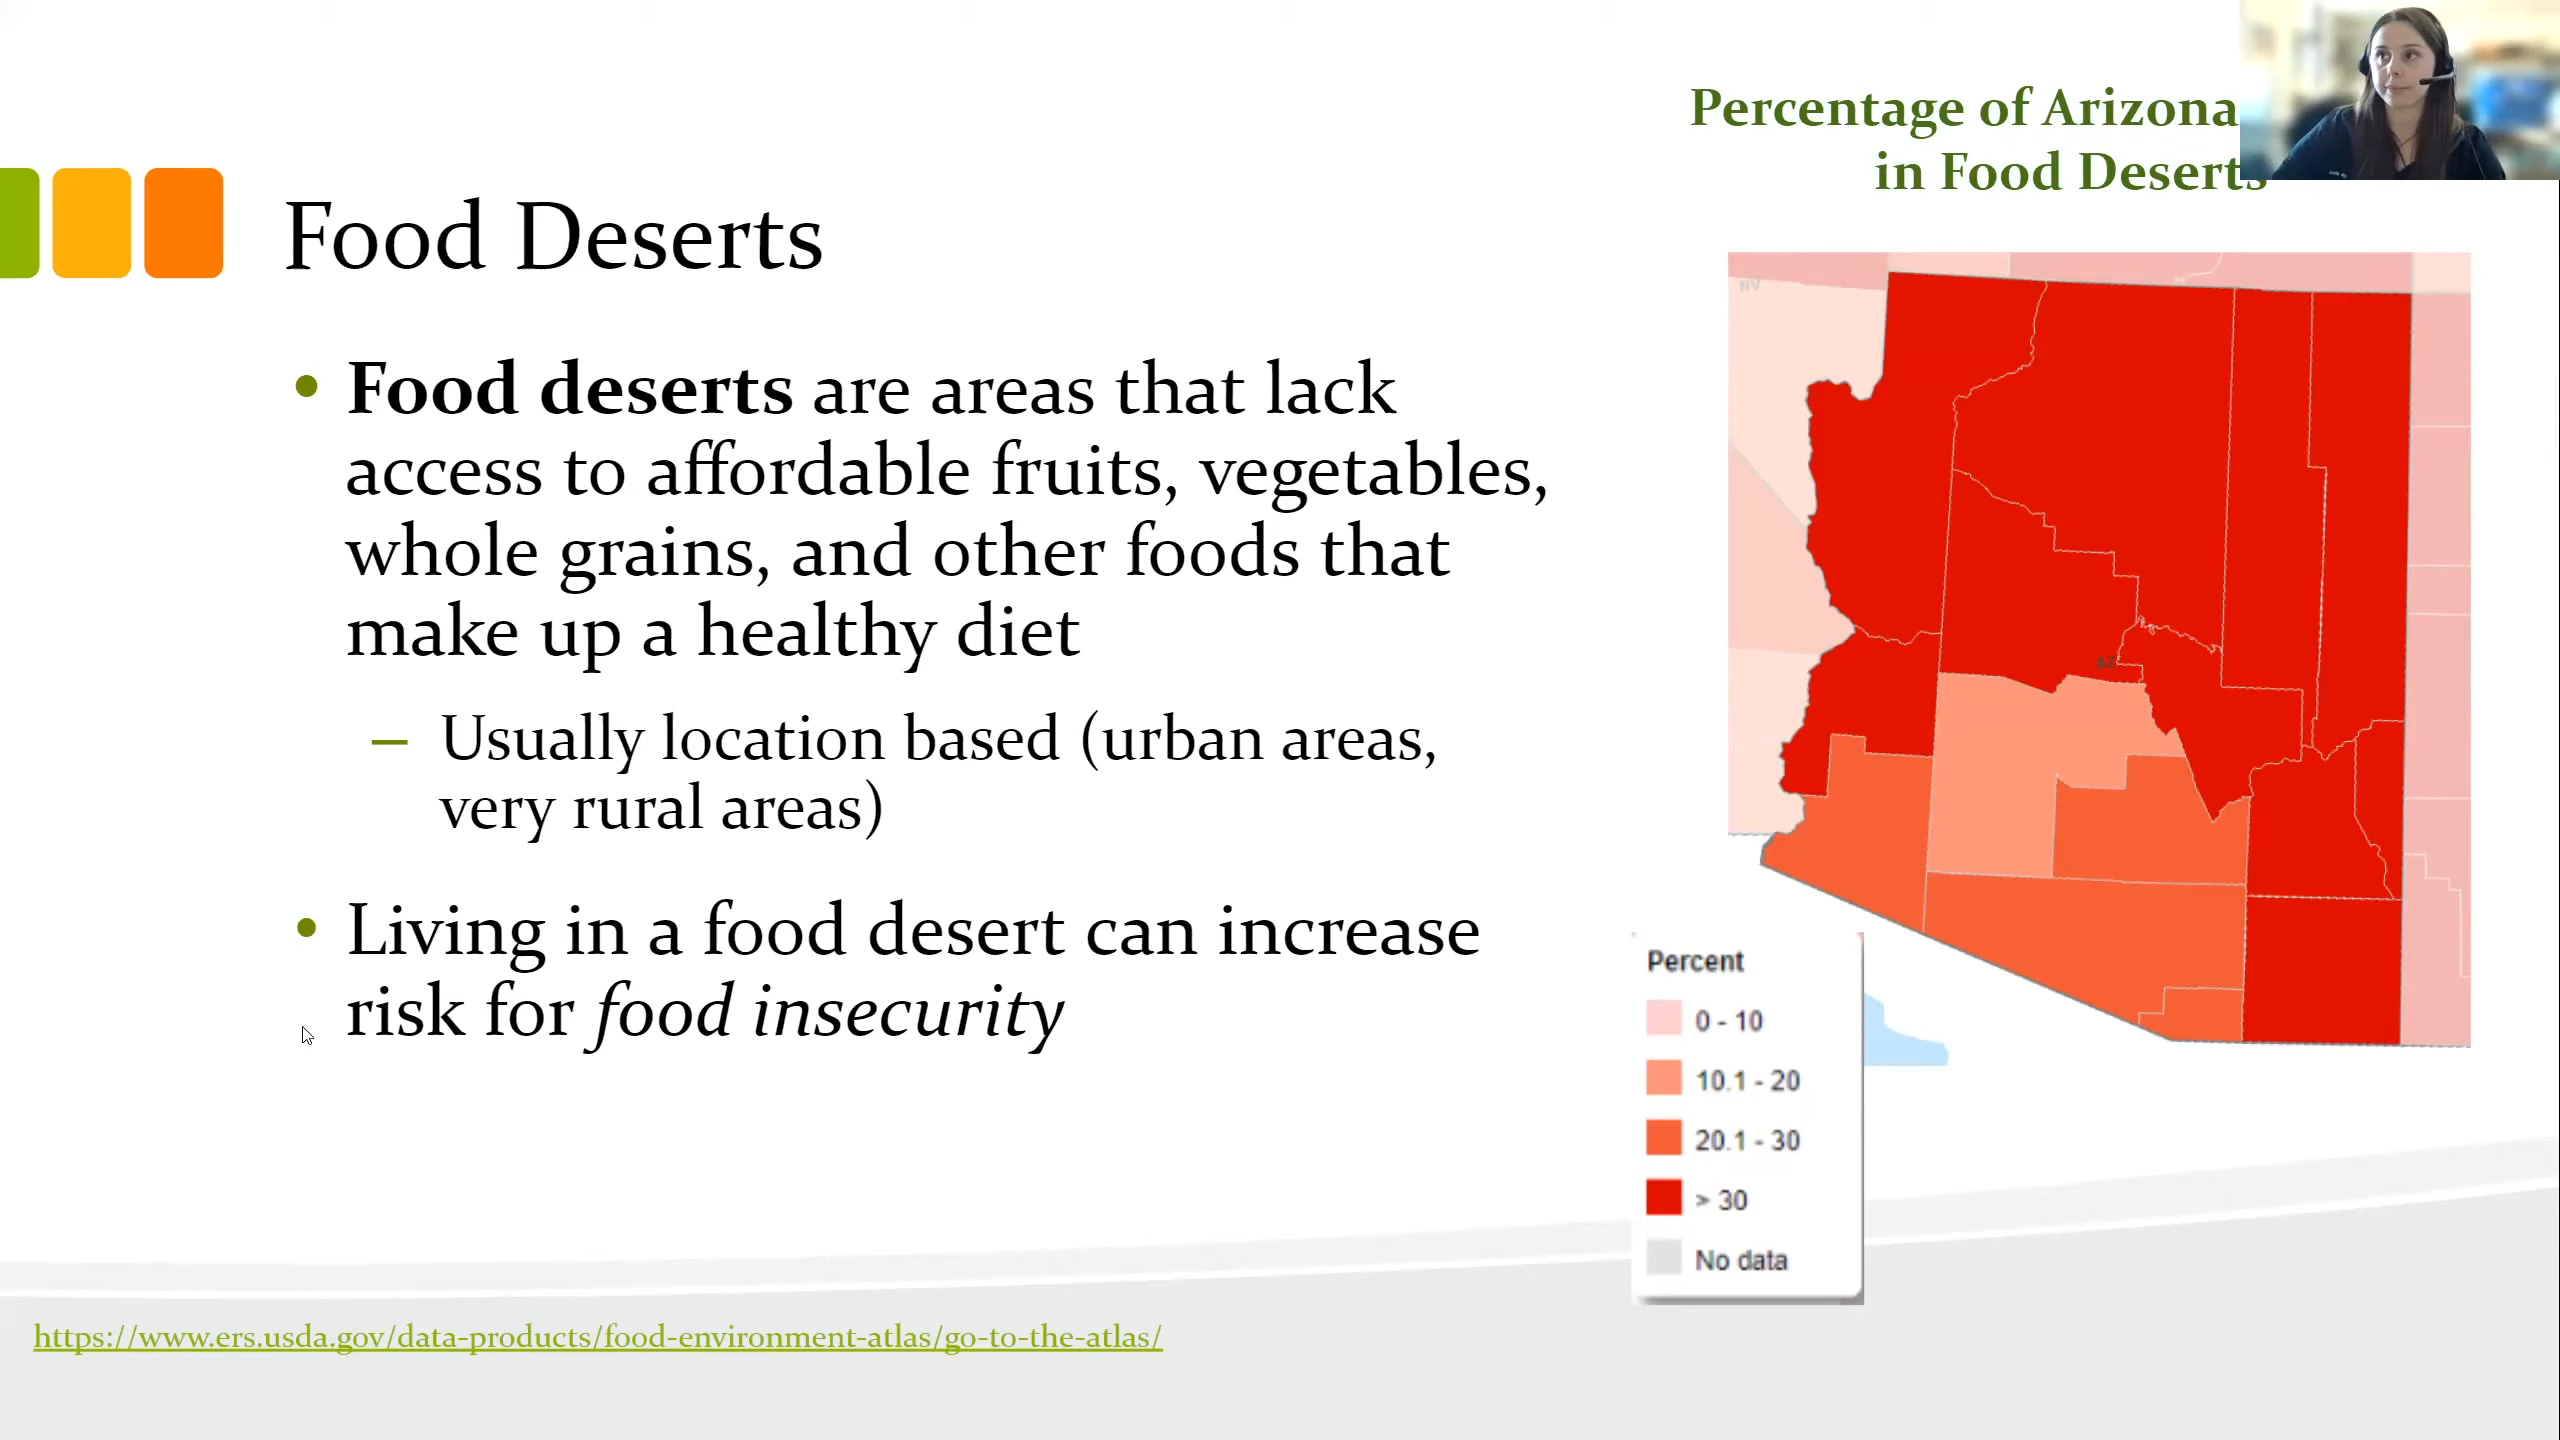 Percentage of Arizona
in Food Deserts
Food Deserts
• Food deserts are areas that lack
access to affordable fruits, vegetables,
whole grains, and other foods that
make up a healthy diet
– Usually location based (urban areas,
very rural areas)
• Living in a food desert can increase
risk for food insecurity
NV
AZ
Percent
0 - 10
10.1 - 20
20.1 - 30
> 30
No data
https://www.ers.usda.gov/data-products/food-environment-atlas/go-to-the-atlas/